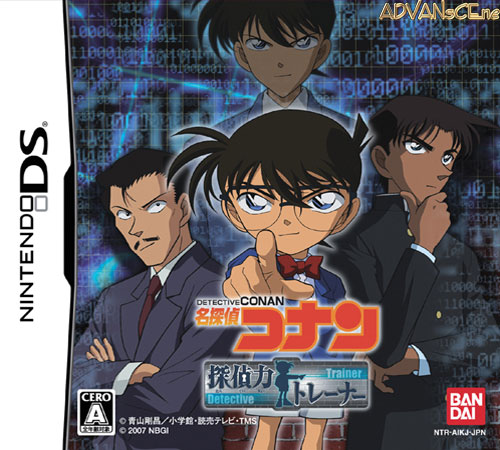 ADVANsCEne
NINTENDO DS
DETECTIVE CONAN
名探偵コナン
探偵力トレーナー
Detective Trainer
CERO
A
全年齢対象
© 青山剛昌／小学館・読売テレビ・TMS
© 2007 NBGI
BAN
DAI
NTR-AIKJ-JPN